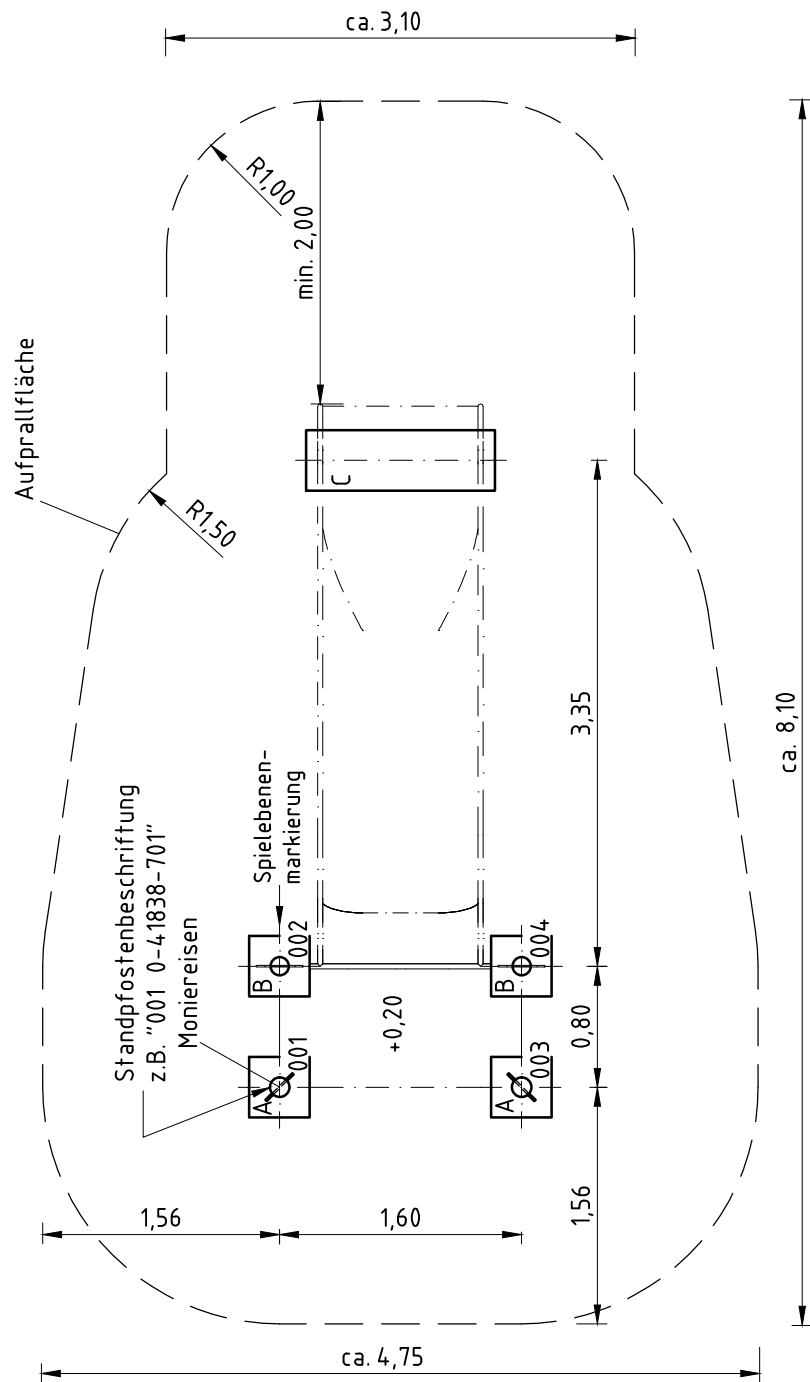 ca. 3,10
R1,00
min. 2,00
Aufprallfläche
R1,50
C
3,35
ca. 8,10
Standpfostenbeschriftung
z.B. "001 0-41838-701"
Moniereisen
Spielebenen-
markierung
B
002
B
004
+0,20
0,80
A
001
A
003
1,56
1,56
1,60
ca. 4,75